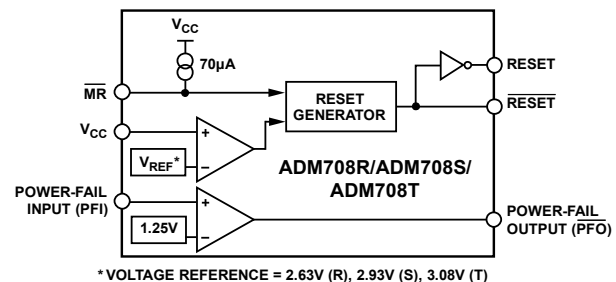 VCC
70µA
MR
RESET
GENERATOR
RESET
RESET
VCC
VREF*
ADM708R/ADM708S/
ADM708T
POWER-FAIL
INPUT (PFI)
1.25V
POWER-FAIL
OUTPUT (PFO)
*VOLTAGE REFERENCE = 2.63V (R), 2.93V (S), 3.08V (T)